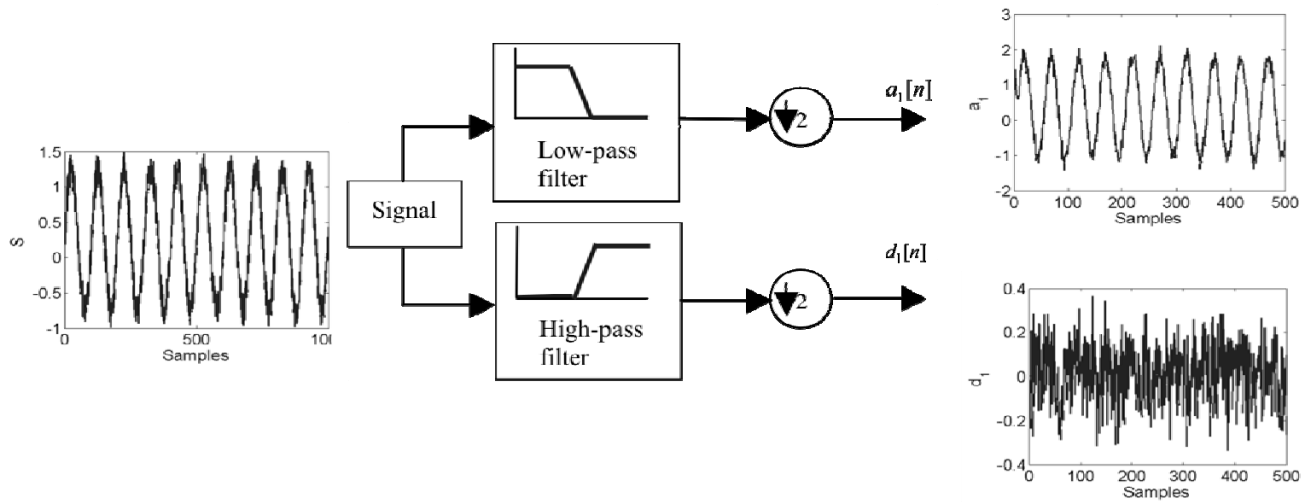 1.5
1
0.5
0
-0.5
-1
S
0
500
100
Samples
Signal
Low-pass
filter
High-pass
filter
2
2
a₁[n]
d₁[n]
3
2
1
0
-1
-2
a₁
0 100 200 300 400 500
Samples
0.4
0.2
0
-0.2
-0.4
d₁
0 100 200 300 400 500
Samples